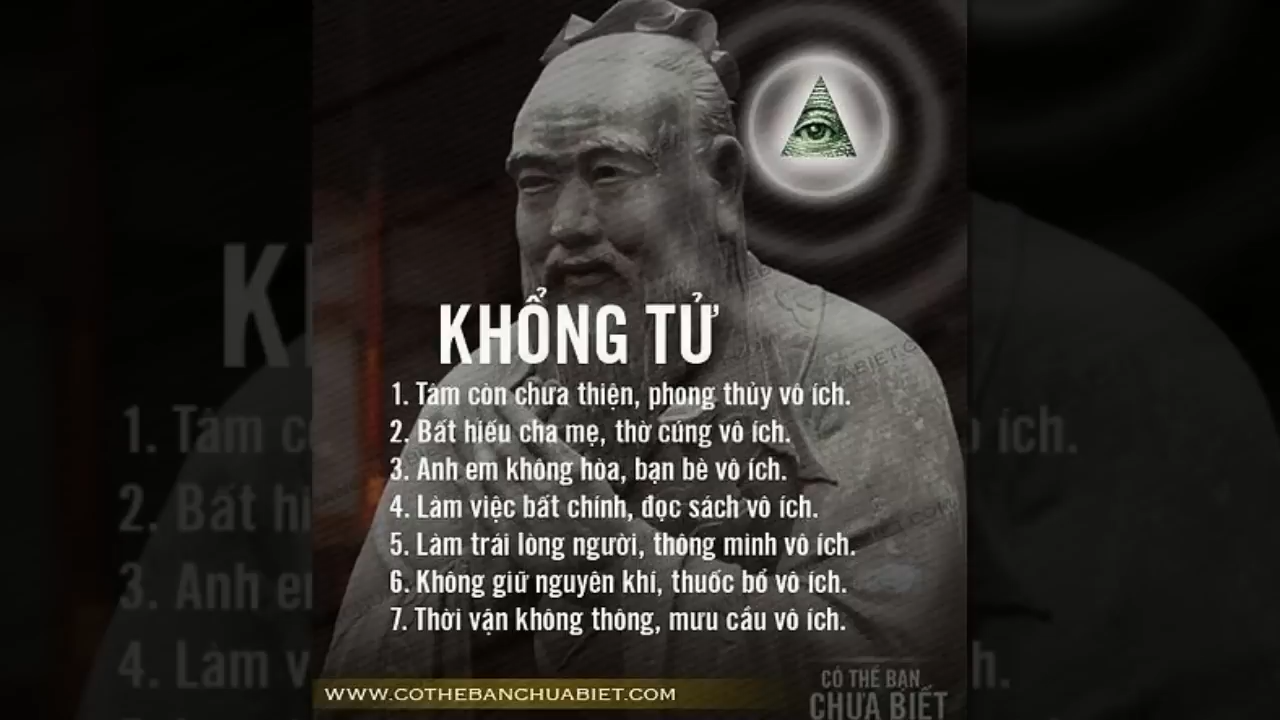 KHỔNG TỬ
1. Tâm còn chưa thiện, phong thủy vô ích.
2. Bất hiếu cha mẹ, thờ cúng vô ích.
3. Anh em không hòa, bạn bè vô ích.
4. Làm việc bất chính, đọc sách vô ích.
5. Làm trái lòng người, thông minh vô ích.
6. Không giữ nguyên khí, thuốc bổ vô ích.
7. Thời vận không thông, mưu cầu vô ích.
WWW.COTHEBANCHUABIET.COM
CÓ THỂ BẠN
CHƯA BIẾT